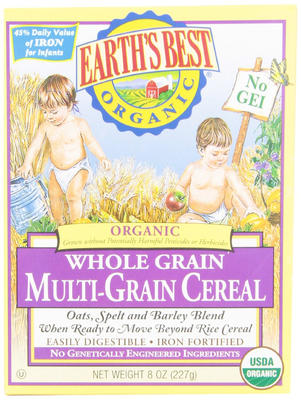 45% Daily Value
of IRON
for Infants
EARTH'S BEST
ORGANIC
No
GEI
ORGANIC
Grown without Potentially Harmful Pesticides or Herbicides
WHOLE GRAIN
MULTI-GRAIN CEREAL
Oats, Spelt and Barley Blend
When Ready to Move Beyond Rice Cereal
EASILY DIGESTIBLE • IRON FORTIFIED
NO GENETICALLY ENGINEERED INGREDIENTS
U
NET WEIGHT 8 OZ (227g)
USDA
ORGANIC